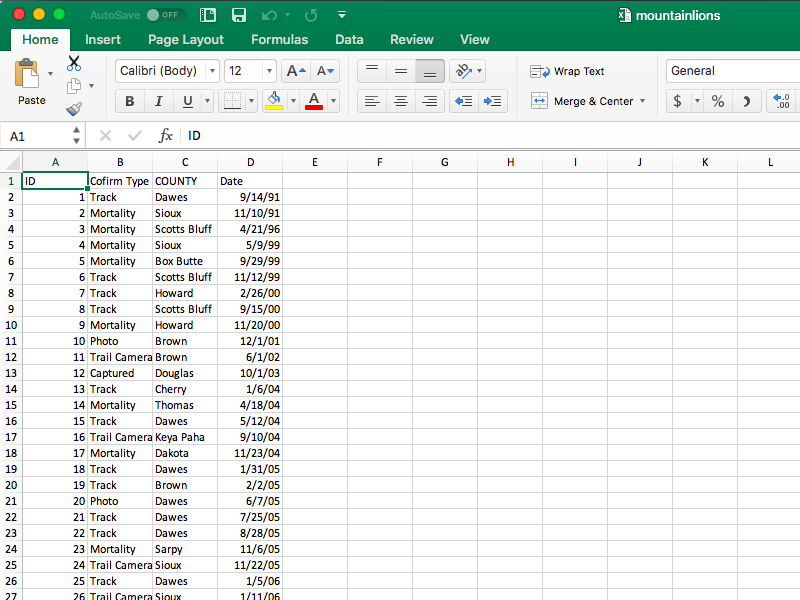 AutoSave OFF mountainlions
Home Insert Page Layout Formulas Data Review View
Paste Calibri (Body) 12 A A Wrap Text General
B I U A Merge & Center $ % .00
A1 fx ID
A B C D E F G H I J K L
1 ID Cofirm Type COUNTY Date
2 1 Track Dawes 9/14/91
3 2 Mortality Sioux 11/10/91
4 3 Mortality Scotts Bluff 4/21/96
5 4 Mortality Sioux 5/9/99
6 5 Mortality Box Butte 9/29/99
7 6 Track Scotts Bluff 11/12/99
8 7 Track Howard 2/26/00
9 8 Track Scotts Bluff 9/15/00
10 9 Mortality Howard 11/20/00
11 10 Photo Brown 12/1/01
12 11 Trail Camera Brown 6/1/02
13 12 Captured Douglas 10/1/03
14 13 Track Cherry 1/6/04
15 14 Mortality Thomas 4/18/04
16 15 Track Dawes 5/12/04
17 16 Trail Camera Keya Paha 9/10/04
18 17 Mortality Dakota 11/23/04
19 18 Track Dawes 1/31/05
20 19 Track Brown 2/2/05
21 20 Photo Dawes 6/7/05
22 21 Track Dawes 7/25/05
23 22 Track Dawes 8/28/05
24 23 Mortality Sarpy 11/6/05
25 24 Trail Camera Sioux 11/22/05
26 25 Track Dawes 1/5/06
27 26 Trail Camera Sioux 1/11/06